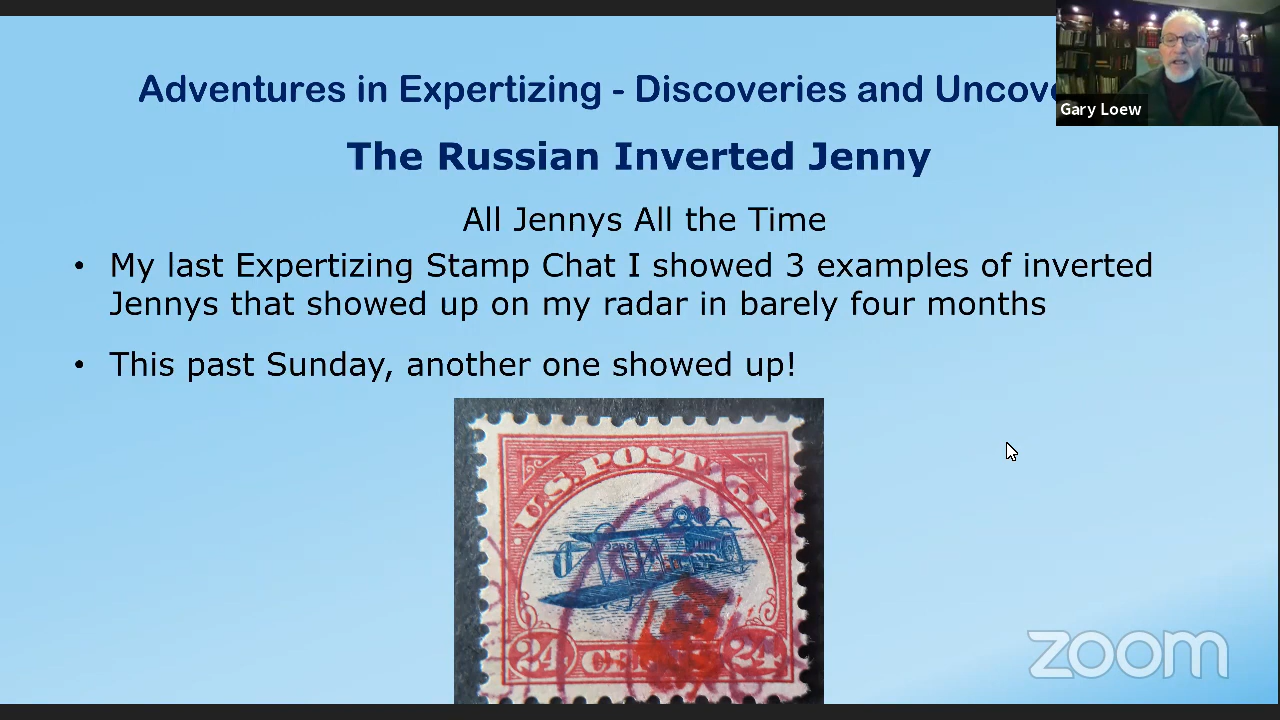 Adventures in Expertizing - Discoveries and Uncov
Gary Loew
The Russian Inverted Jenny
All Jennys All the Time
• My last Expertizing Stamp Chat I showed 3 examples of inverted
Jennys that showed up on my radar in barely four months
• This past Sunday, another one showed up!
U.S. POSTAGE
24 CENTS 24
zoom